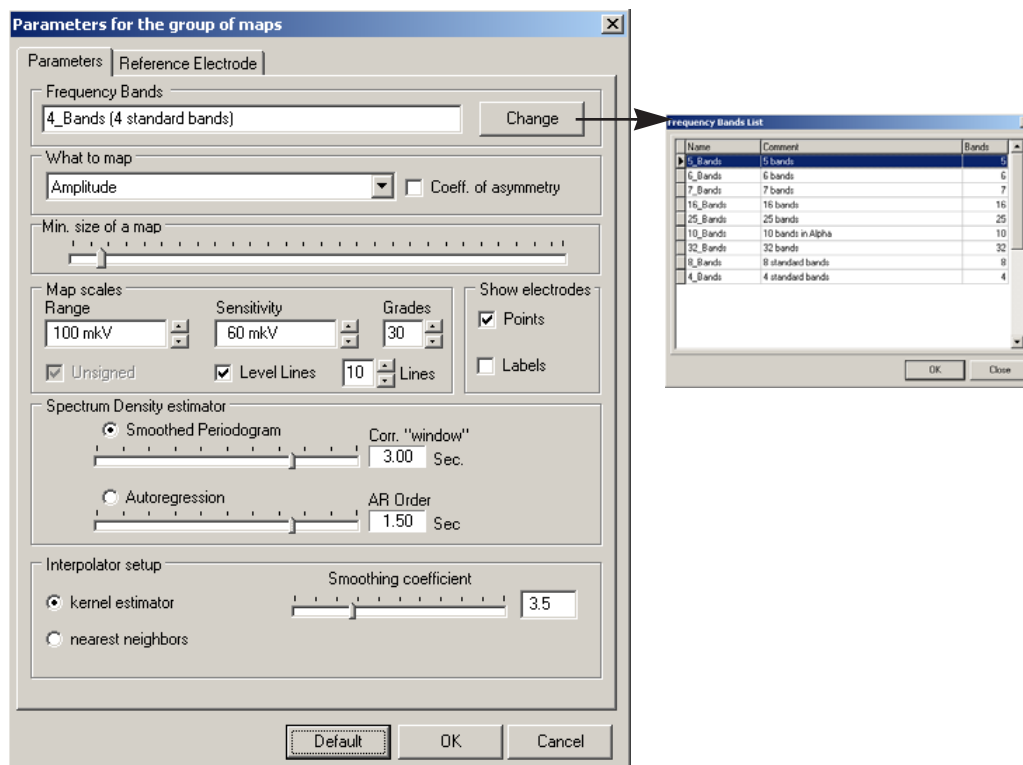 Parameters for the group of maps
Parameters
Reference Electrode
Frequency Bands
4_Bands (4 standard bands)
Change
What to map
Amplitude
Coeff. of asymmetry
Min. size of a map
Map scales
Range
Sensitivity
Grades
100 mkV
60 mkV
30
Unsigned
Level Lines
10
Lines
Show electrodes
Points
Labels
Spectrum Density estimator
Smoothed Periodogram
Corr. "window"
3.00 Sec.
Autoregression
AR Order
1.50 Sec
Interpolator setup
Smoothing coefficient
kernel estimator
3.5
nearest neighbors
Default
OK
Cancel
Frequency Bands List
Name Comment Bands
5_Bands 5 bands 5
6_Bands 6 bands 6
7_Bands 7 bands 7
16_Bands 16 bands 16
25_Bands 25 bands 25
10_Bands 10 bands in Alpha 10
32_Bands 32 bands 32
8_Bands 8 standard bands 8
4_Bands 4 standard bands 4
OK
Close